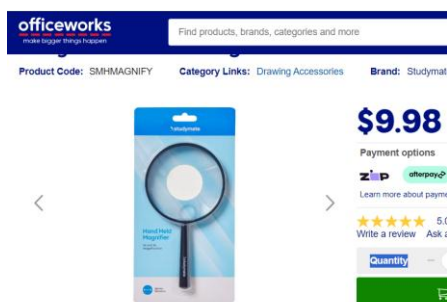 officeworks
make bigger things happen
Find products, brands, categories and more
Product Code: SMHMAGNIFY Category Links: Drawing Accessories Brand: Studymat
$9.98
Payment options
zip afterpay
Learn more about payme
5.0
Write a review Ask a
Quantity
studymate
Hand Held
Magnifier